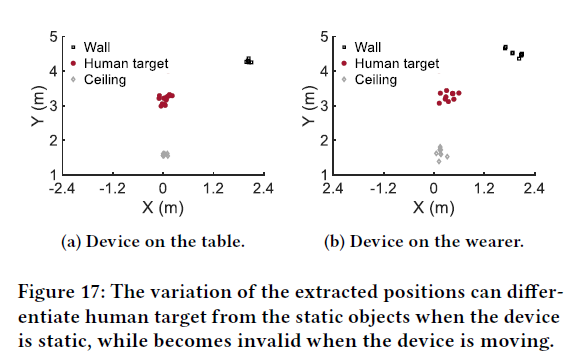 5
4
3
2
1
Y (m)
Wall
Human target
Ceiling
-2.4 -1.2 0 1.2 2.4
X (m)
(a) Device on the table.
5
4
3
2
1
Y (m)
Wall
Human target
Ceiling
2.4 -1.2 0 1.2 2.4
X (m)
(b) Device on the wearer.
Figure 17: The variation of the extracted positions can differ-
entiate human target from the static objects when the device
is static, while becomes invalid when the device is moving.